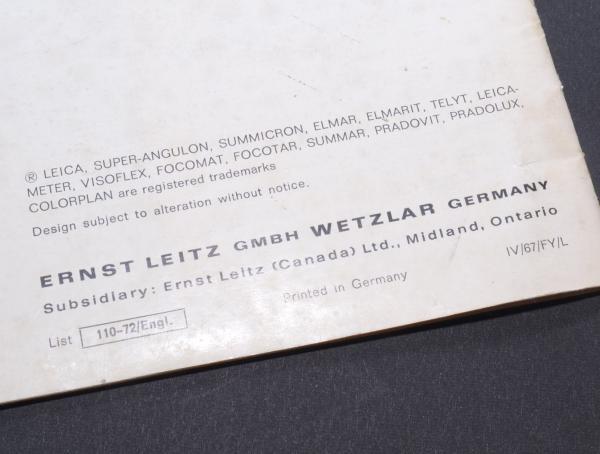 ® LEICA, SUPER-ANGULON, SUMMICRON, ELMAR, ELMARIT, TELYT, LEICA-
METER, VISOFLEX, FOCOMAT, FOCOTAR, SUMMAR, PRADOVIT, PRADOLUX,
COLORPLAN are registered trademarks
Design subject to alteration without notice.
ERNST LEITZ GMBH WETZLAR GERMANY
Subsidiary: Ernst Leitz (Canada) Ltd., Midland, Ontario
List 110-72/Engl.
Printed in Germany
IV/67/FY/L